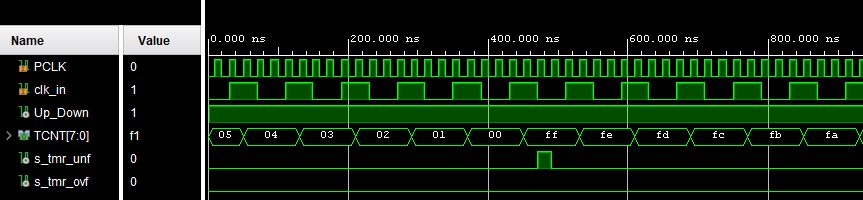 Name Value
0.000 ns 200.000 ns 400.000 ns 600.000 ns 800.000 ns
PCLK 0
clk_in 1
Up_Down 1
TCNT[7:0] f1 05 04 03 02 01 00 ff fe fd fc fb fa
s_tmr_unf 0
s_tmr_ovf 0